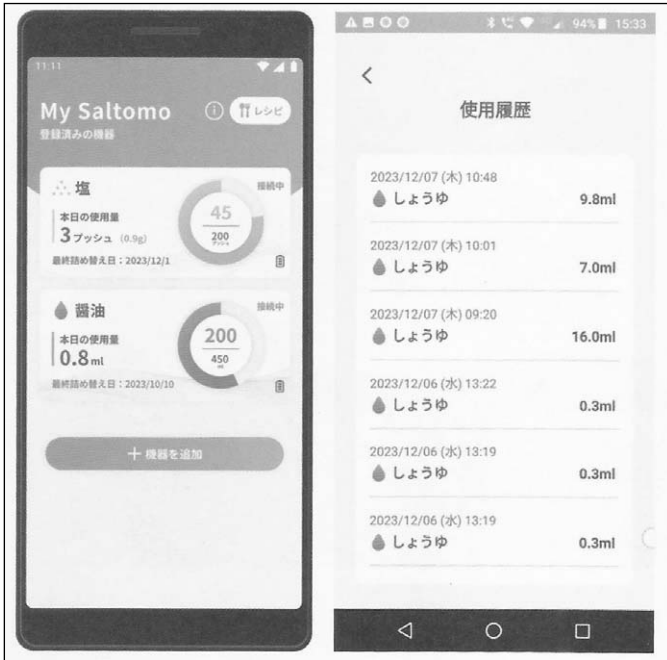 11:11
My Saltomo
レシピ
登録済みの機器
塩
接続中
本日の使用量
3プッシュ (0.9g)
45
200
プッシュ
最終詰め替え日：2023/12/1
醤油
接続中
本日の使用量
0.8ml
200
450
ml
最終詰め替え日：2023/10/10
＋機器を追加
94% 15:33
使用履歴
2023/12/07 (木) 10:48
しょうゆ 9.8ml
2023/12/07 (木) 10:01
しょうゆ 7.0ml
2023/12/07 (木) 09:20
しょうゆ 16.0ml
2023/12/06 (水) 13:22
しょうゆ 0.3ml
2023/12/06 (水) 13:19
しょうゆ 0.3ml
2023/12/06 (水) 13:19
しょうゆ 0.3ml